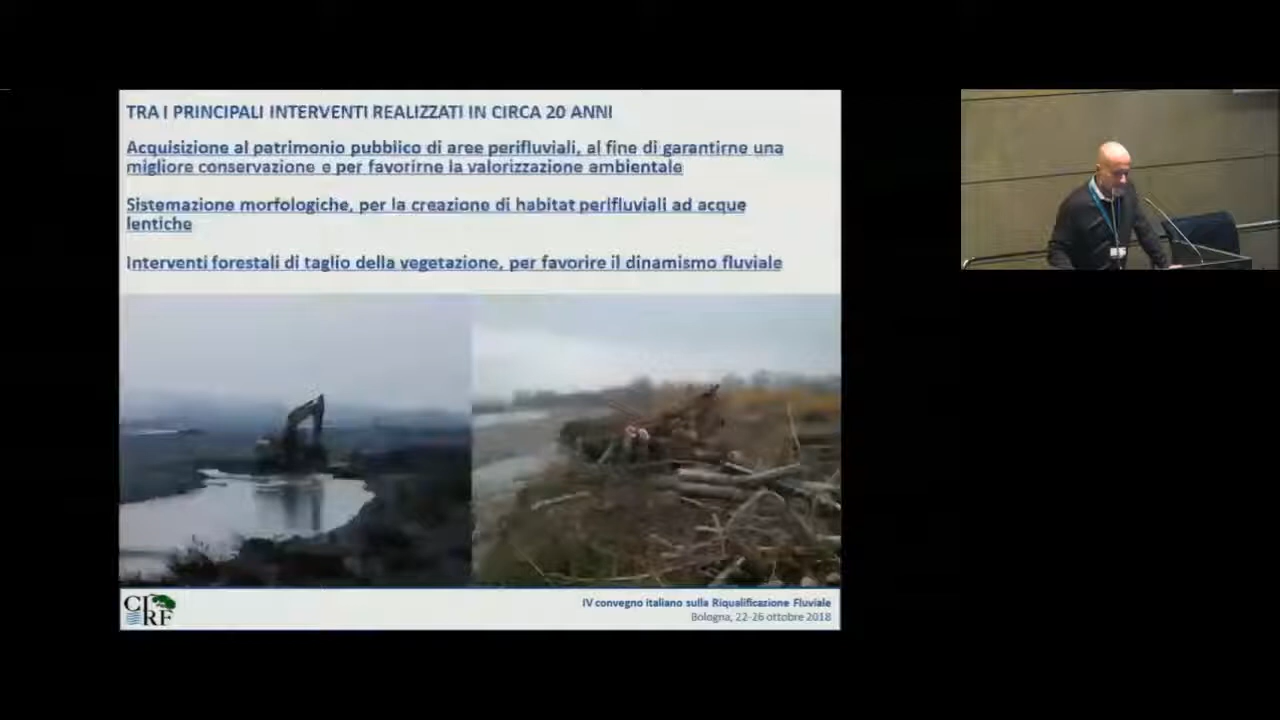 TRA I PRINCIPALI INTERVENTI REALIZZATI IN CIRCA 20 ANNI
Acquisizione al patrimonio pubblico di aree perifluviali, al fine di garantirne una
migliore conservazione e per favorirne la valorizzazione ambientale
Sistemazione morfologiche, per la creazione di habitat perifluviali ad acque
lentiche
Interventi forestali di taglio della vegetazione, per favorire il dinamismo fluviale
CIRF
IV convegno italiano sulla Riqualificazione Fluviale
Bologna, 22-26 ottobre 2018